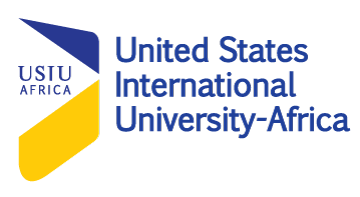 USIU
AFRICA
United States
International
University-Africa